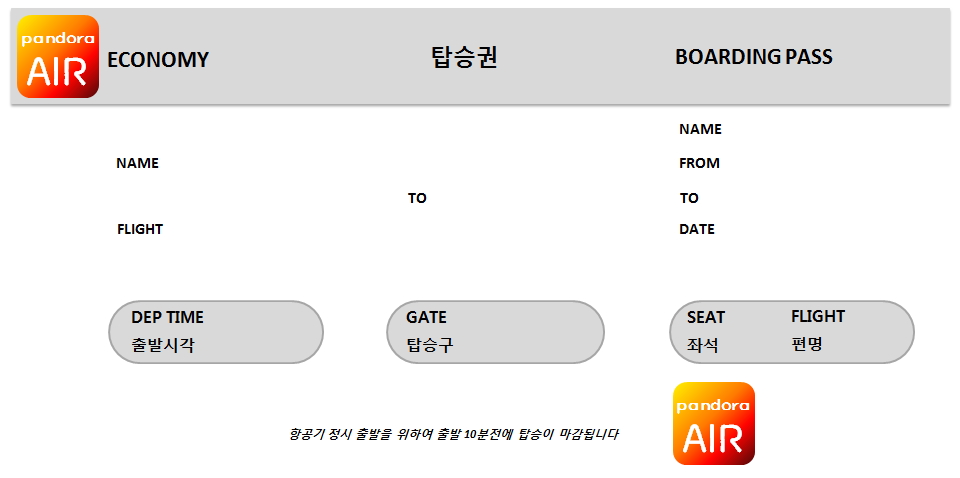 pandora
AIR
ECONOMY
탑승권
BOARDING PASS
NAME
NAME
FROM
TO
TO
FLIGHT
DATE
DEP TIME
출발시각
GATE
탑승구
SEAT
좌석
FLIGHT
편명
항공기 정시 출발을 위하여 출발 10분전에 탑승이 마감됩니다
pandora
AIR